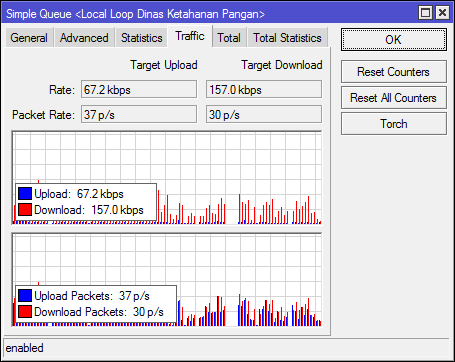 Simple Queue <Local Loop Dinas Ketahanan Pangan>
General Advanced Statistics Traffic Total Total Statistics
Target Upload Target Download
Rate: 67.2 kbps 157.0 kbps
Packet Rate: 37 p/s 30 p/s
Upload: 67.2 kbps
Download: 157.0 kbps
Upload Packets: 37 p/s
Download Packets: 30 p/s
OK
Reset Counters
Reset All Counters
Torch
enabled